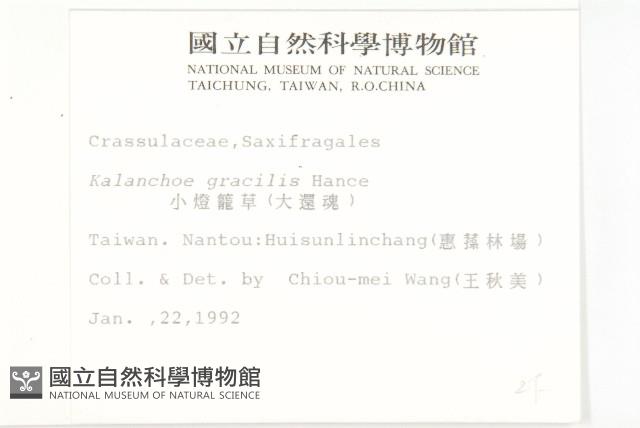 國立自然科學博物館
NATIONAL MUSEUM OF NATURAL SCIENCE
TAICHUNG, TAIWAN, R.O.CHINA
Crassulaceae,Saxifragales
Kalanchoe gracilis Hance
小燈籠草(大還魂)
Taiwan. Nantou:Huisunlinchang(惠蓀林場)
Coll. & Det. by Chiou-mei Wang(王秋美)
Jan. ,22,1992
國立自然科學博物館
NATIONAL MUSEUM OF NATURAL SCIENCE